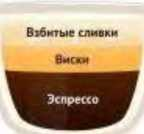 Взбитые сливки
Виски
Эспрессо